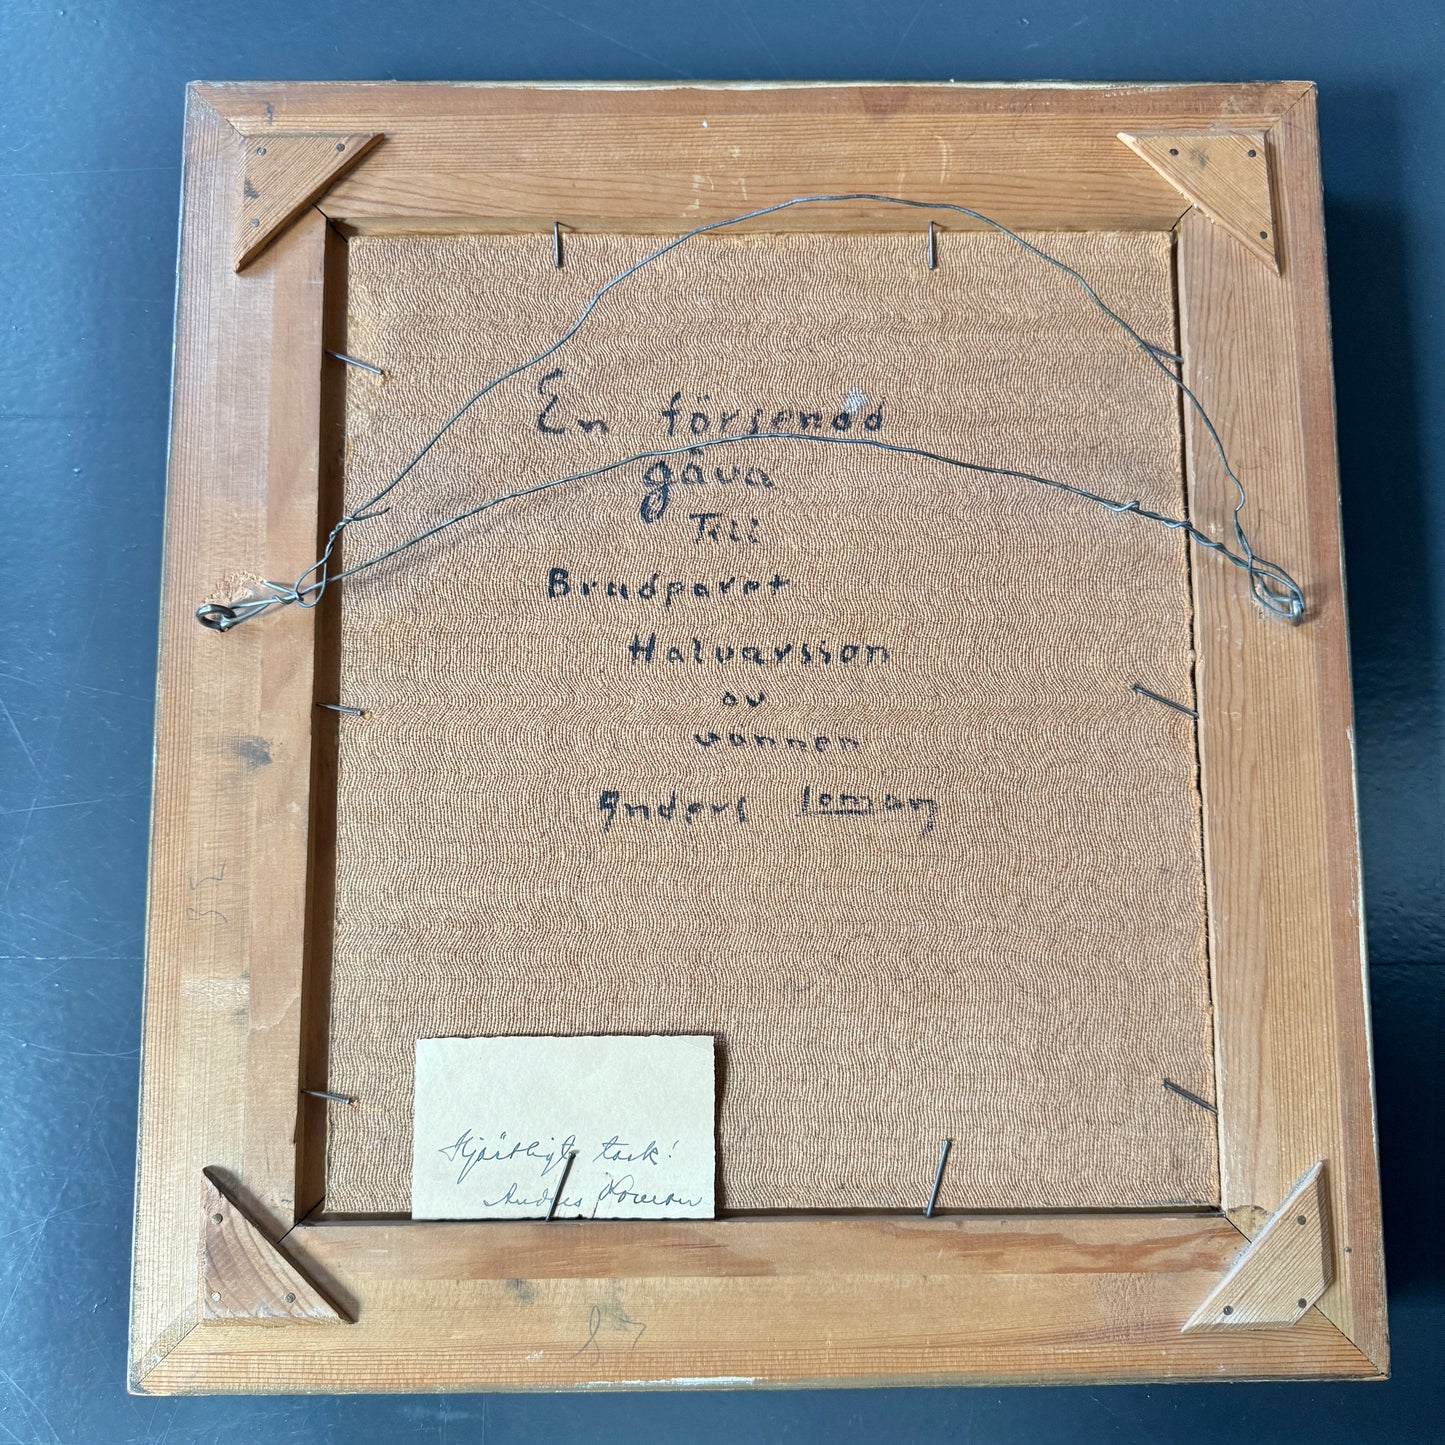 En försenad
gåva
Till
Brudparet
Halvarsson
av
vännen
Anders
Hjärtligt tack!
Anders